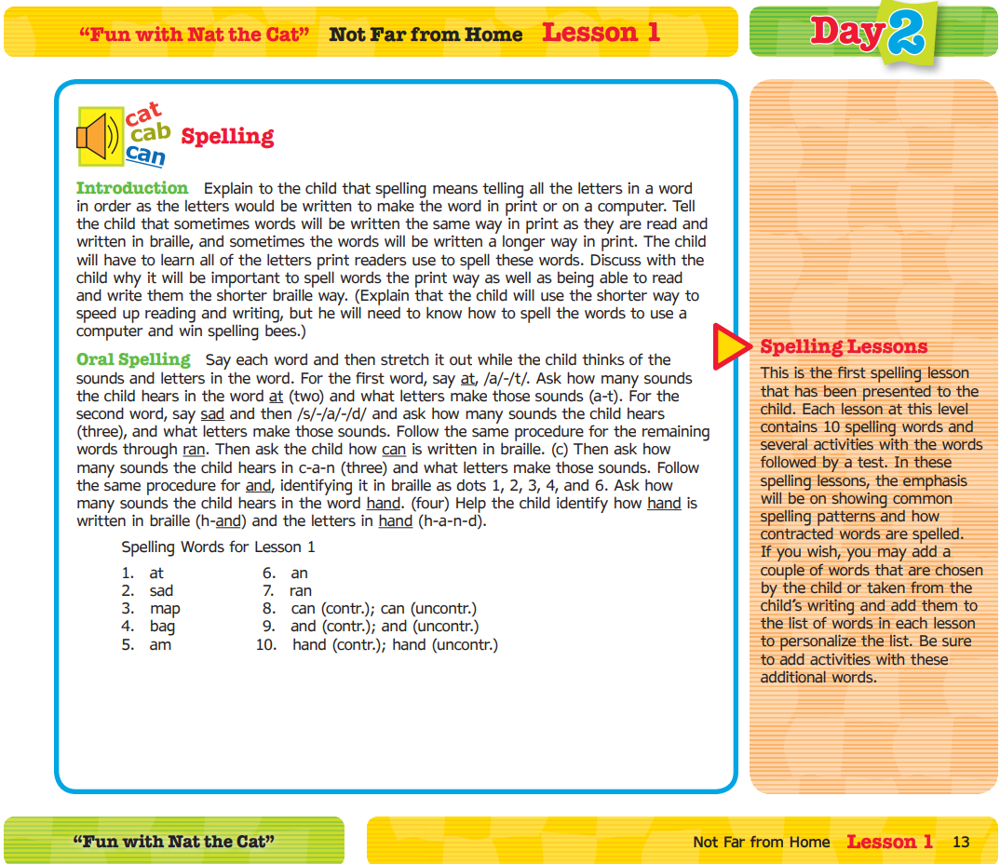 “Fun with Nat the Cat” Not Far from Home Lesson 1
Day 2
cat
cab
can
Spelling
Introduction Explain to the child that spelling means telling all the letters in a word
in order as the letters would be written to make the word in print or on a computer. Tell
the child that sometimes words will be written the same way in print as they are read and
written in braille, and sometimes the words will be written a longer way in print. The child
will have to learn all of the letters print readers use to spell these words. Discuss with the
child why it will be important to spell words the print way as well as being able to read
and write them the shorter braille way. (Explain that the child will use the shorter way to
speed up reading and writing, but he will need to know how to spell the words to use a
computer and win spelling bees.)
Oral Spelling Say each word and then stretch it out while the child thinks of the
sounds and letters in the word. For the first word, say at, /a/-/t/. Ask how many sounds
the child hears in the word at (two) and what letters make those sounds (a-t). For the
second word, say sad and then /s/-/a/-/d/ and ask how many sounds the child hears
(three), and what letters make those sounds. Follow the same procedure for the remaining
words through ran. Then ask the child how can is written in braille. (c) Then ask how
many sounds the child hears in c-a-n (three) and what letters make those sounds. Follow
the same procedure for and, identifying it in braille as dots 1, 2, 3, 4, and 6. Ask how
many sounds the child hears in the word hand. (four) Help the child identify how hand is
written in braille (h-and) and the letters in hand (h-a-n-d).
Spelling Words for Lesson 1
1. at
2. sad
3. map
4. bag
5. am
6. an
7. ran
8. can (contr.); can (uncontr.)
9. and (contr.); and (uncontr.)
10. hand (contr.); hand (uncontr.)
Spelling Lessons
This is the first spelling lesson
that has been presented to the
child. Each lesson at this level
contains 10 spelling words and
several activities with the words
followed by a test. In these
spelling lessons, the emphasis
will be on showing common
spelling patterns and how
contracted words are spelled.
If you wish, you may add a
couple of words that are chosen
by the child or taken from the
child’s writing and add them to
the list of words in each lesson
to personalize the list. Be sure
to add activities with these
additional words.
“Fun with Nat the Cat”
Not Far from Home Lesson 1 13